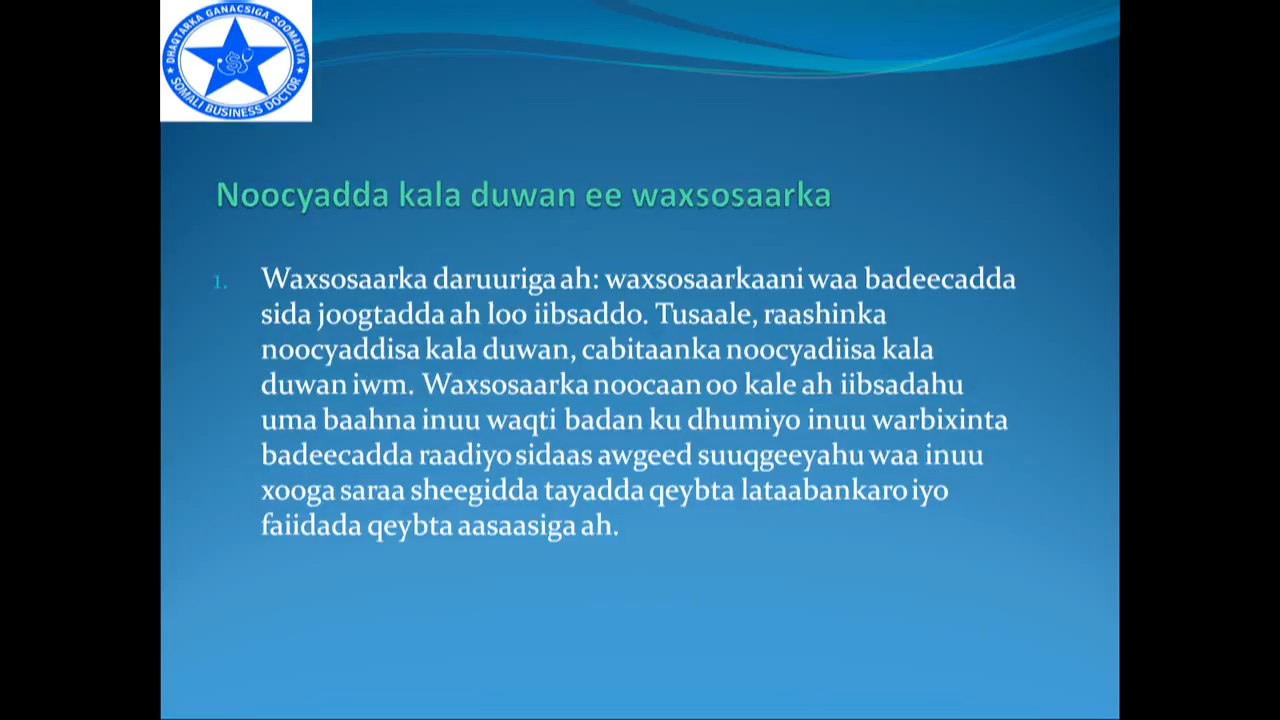 DHAQTARKA GANACSIGA SOOMALIYA
SOMALI BUSINESS DOCTOR
Noocyadda kala duwan ee waxsosaarka
1. Waxsosaarka daruuriga ah: waxsosaarkaani waa badeecadda
sida joogtadda ah loo iibsaddo. Tusaale, raashinka
noocyaddisa kala duwan, cabitaanka noocyadiisa kala
duwan iwm. Waxsosaarka noocaan oo kale ah iibsadahu
uma baahna inuu waqti badan ku dhumiyo inuu warbixinta
badeecadda raadiyo sidaas awgeed suuqgeeyahu waa inuu
xooga saraa sheegidda tayadda qeybta lataabankaro iyo
faiidada qeybta aasaasiga ah.